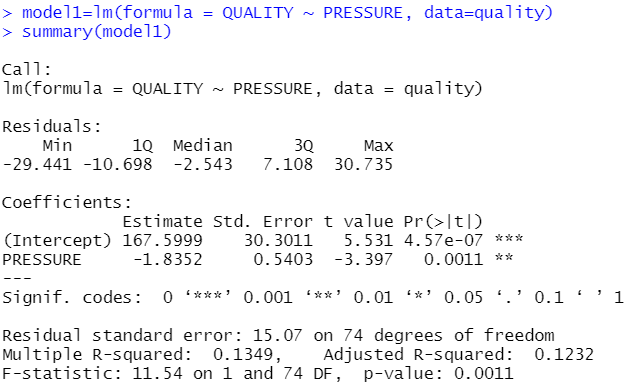 > model1=lm(formula = QUALITY ~ PRESSURE, data=quality)
> summary(model1)

Call:
lm(formula = QUALITY ~ PRESSURE, data = quality)

Residuals:
    Min      1Q  Median      3Q     Max
-29.441 -10.698  -2.543   7.108  30.735

Coefficients:
            Estimate Std. Error t value Pr(>|t|)
(Intercept) 167.5999    30.3011   5.531 4.57e-07 ***
PRESSURE     -1.8352     0.5403  -3.397   0.0011 **
---
Signif. codes:  0 ‘***’ 0.001 ‘**’ 0.01 ‘*’ 0.05 ‘.’ 0.1 ‘ ’ 1

Residual standard error: 15.07 on 74 degrees of freedom
Multiple R-squared:  0.1349,    Adjusted R-squared:  0.1232
F-statistic: 11.54 on 1 and 74 DF,  p-value: 0.0011